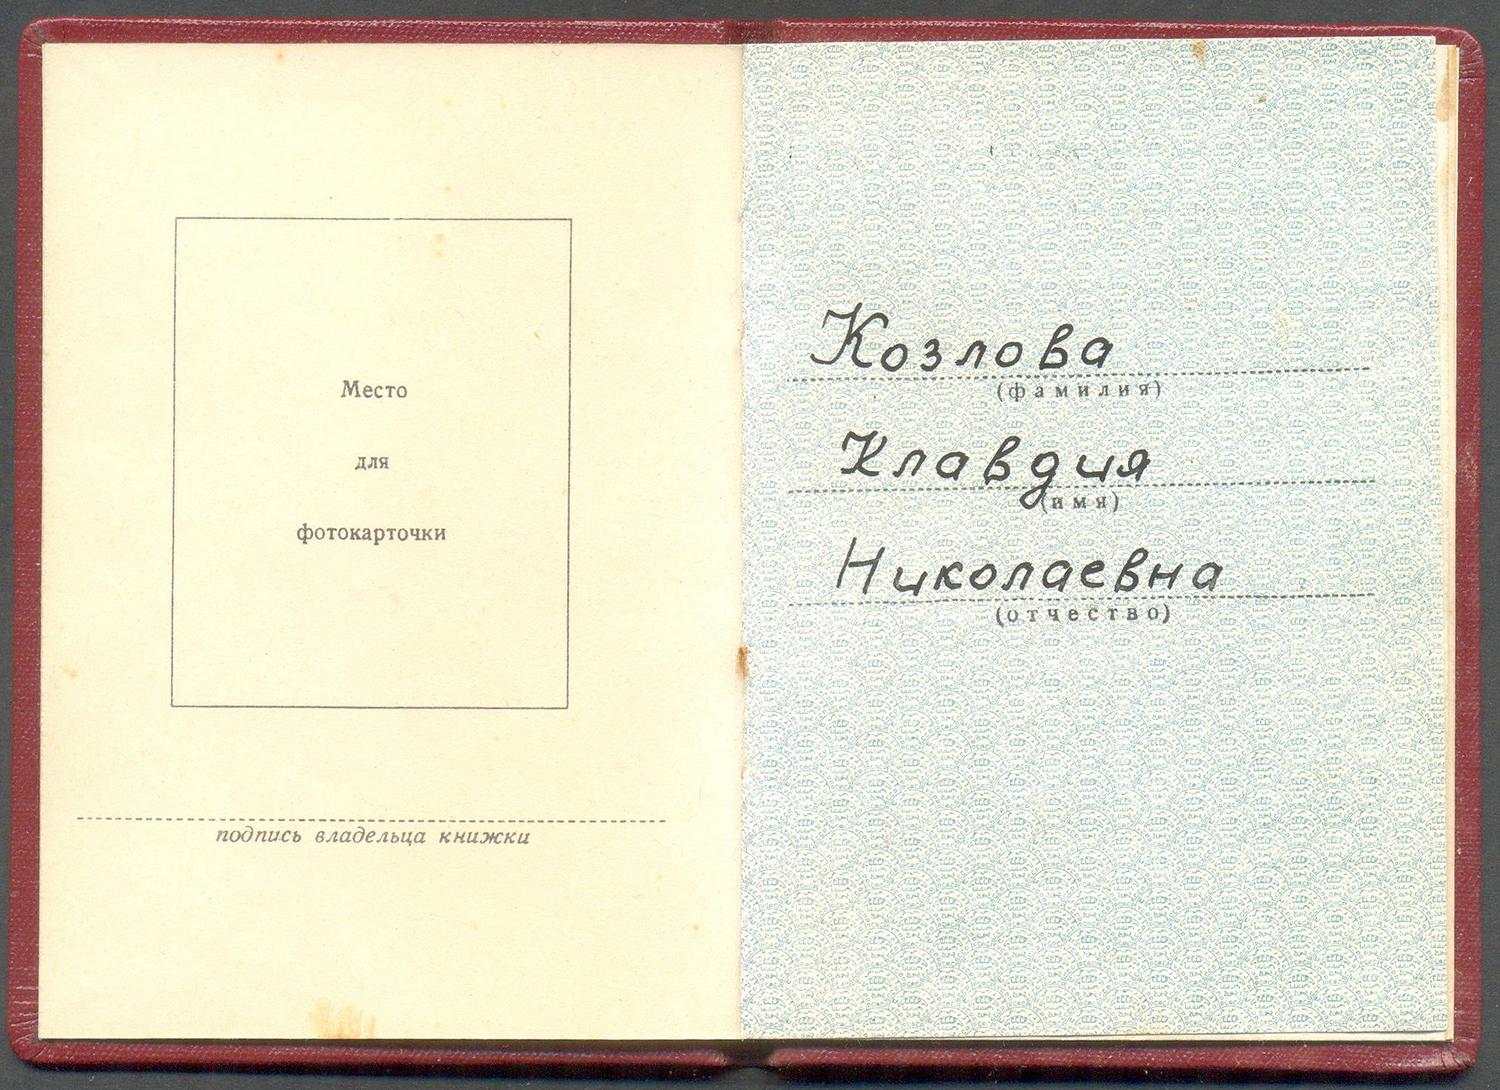 Место
для
фотокарточки
подпись владельца книжки
Козлова
(фамилия)
Клавдия
(имя)
Николаевна
(отчество)